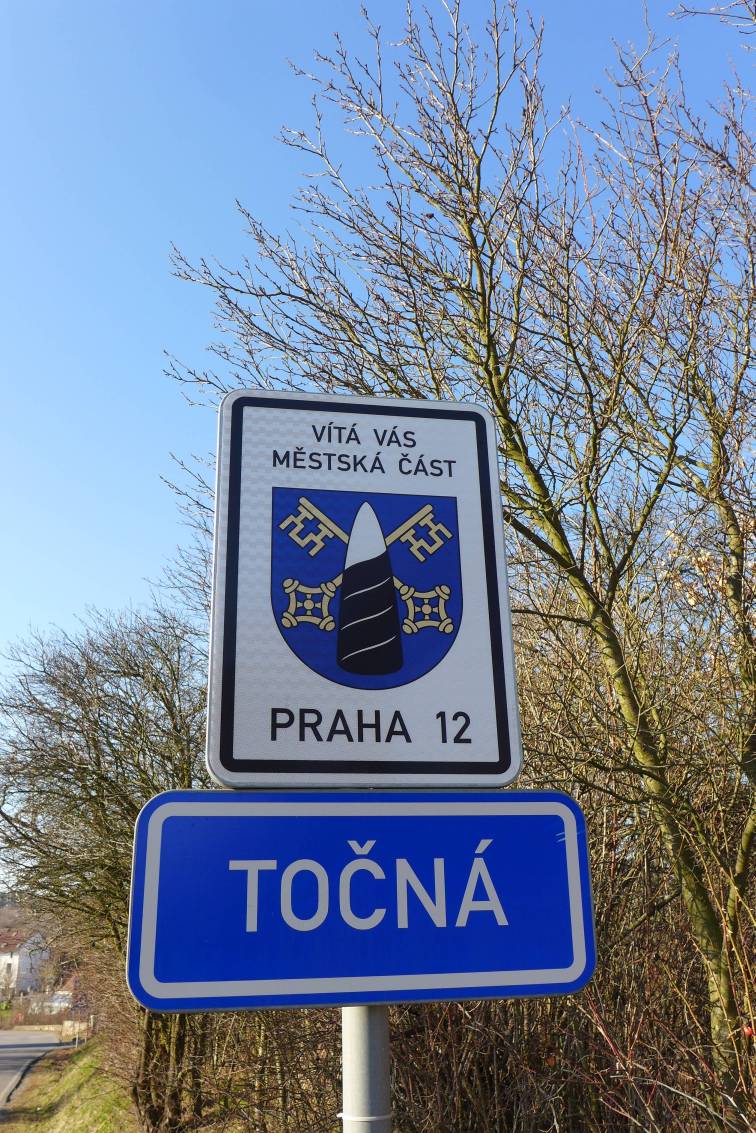 VÍTÁ VÁS
MĚSTSKÁ ČÁST
PRAHA 12
TOČNÁ